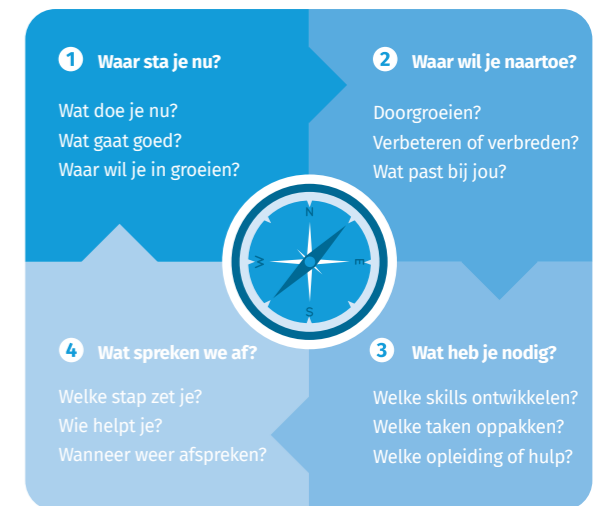 1 Waar sta je nu?
Wat doe je nu?
Wat gaat goed?
Waar wil je in groeien?
2 Waar wil je naartoe?
Doorgroeien?
Verbeteren of verbreden?
Wat past bij jou?
N
E
S
W
3 Wat heb je nodig?
Welke skills ontwikkelen?
Welke taken oppakken?
Welke opleiding of hulp?
4 Wat spreken we af?
Welke stap zet je?
Wie helpt je?
Wanneer weer afspreken?